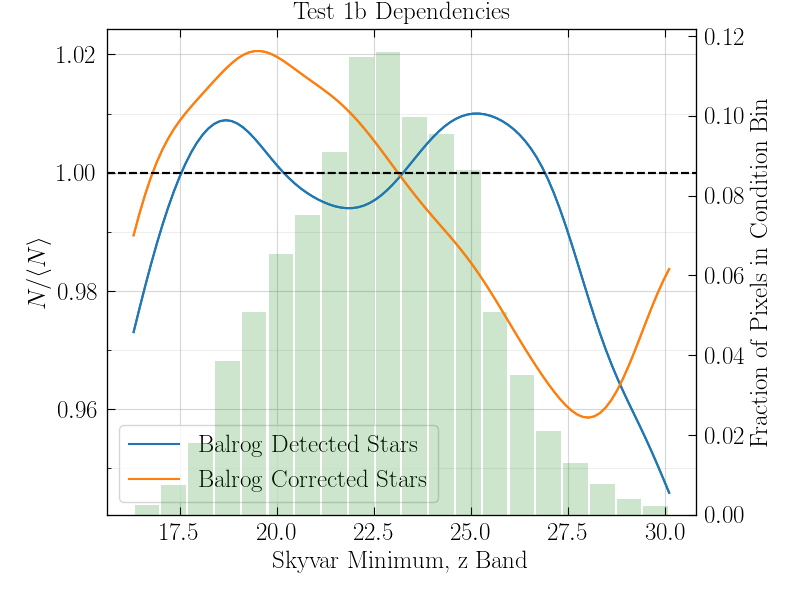 Test 1b Dependencies
1.02
1.00
0.98
0.96
N/⟨N⟩
0.12
0.10
0.08
0.06
0.04
0.02
0.00
Fraction of Pixels in Condition Bin
Balrog Detected Stars
Balrog Corrected Stars
17.5 20.0 22.5 25.0 27.5 30.0
Skyvar Minimum, z Band